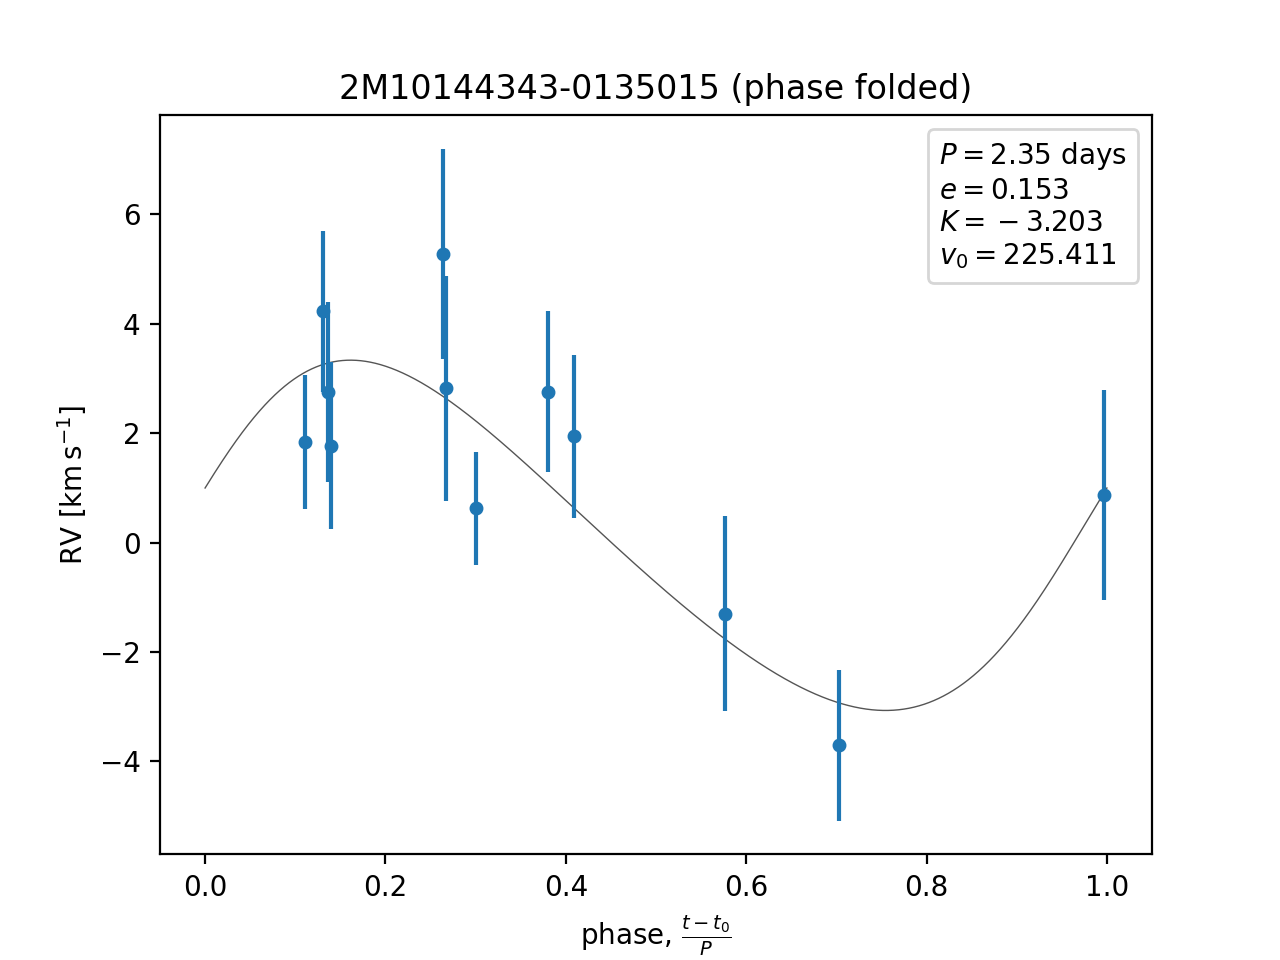 2M10144343-0135015 (phase folded)
P = 2.35 days
e = 0.153
K = −3.203
v₀ = 225.411
RV [km s⁻¹]
6
4
2
0
−2
−4
0.0 0.2 0.4 0.6 0.8 1.0
phase, (t − t₀)/P